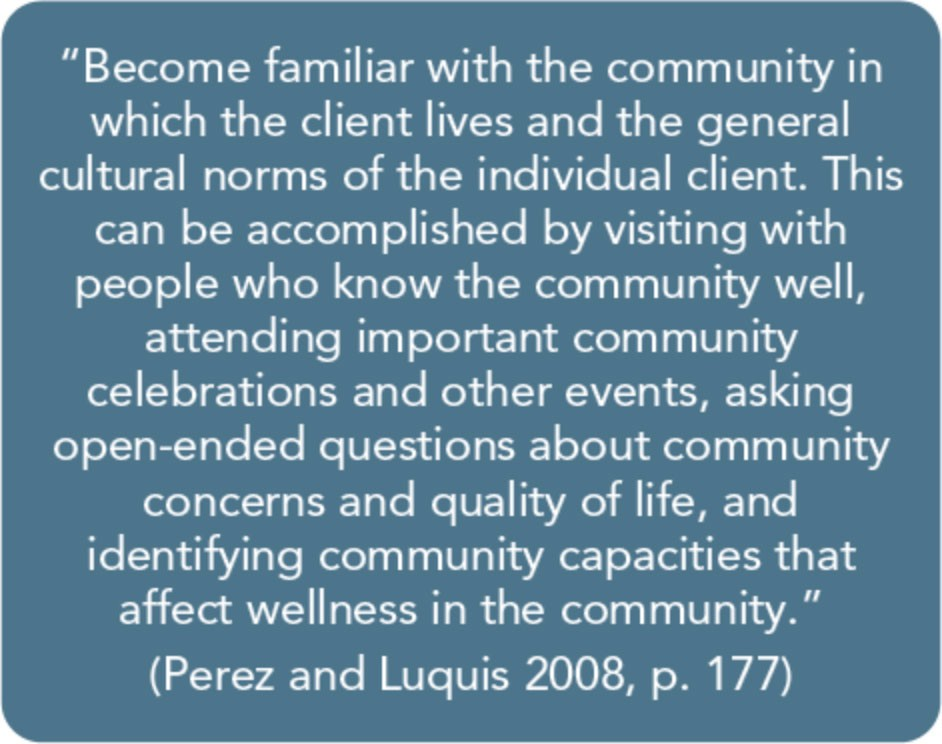 “Become familiar with the community in
which the client lives and the general
cultural norms of the individual client. This
can be accomplished by visiting with
people who know the community well,
attending important community
celebrations and other events, asking
open-ended questions about community
concerns and quality of life, and
identifying community capacities that
affect wellness in the community.”
(Perez and Luquis 2008, p. 177)